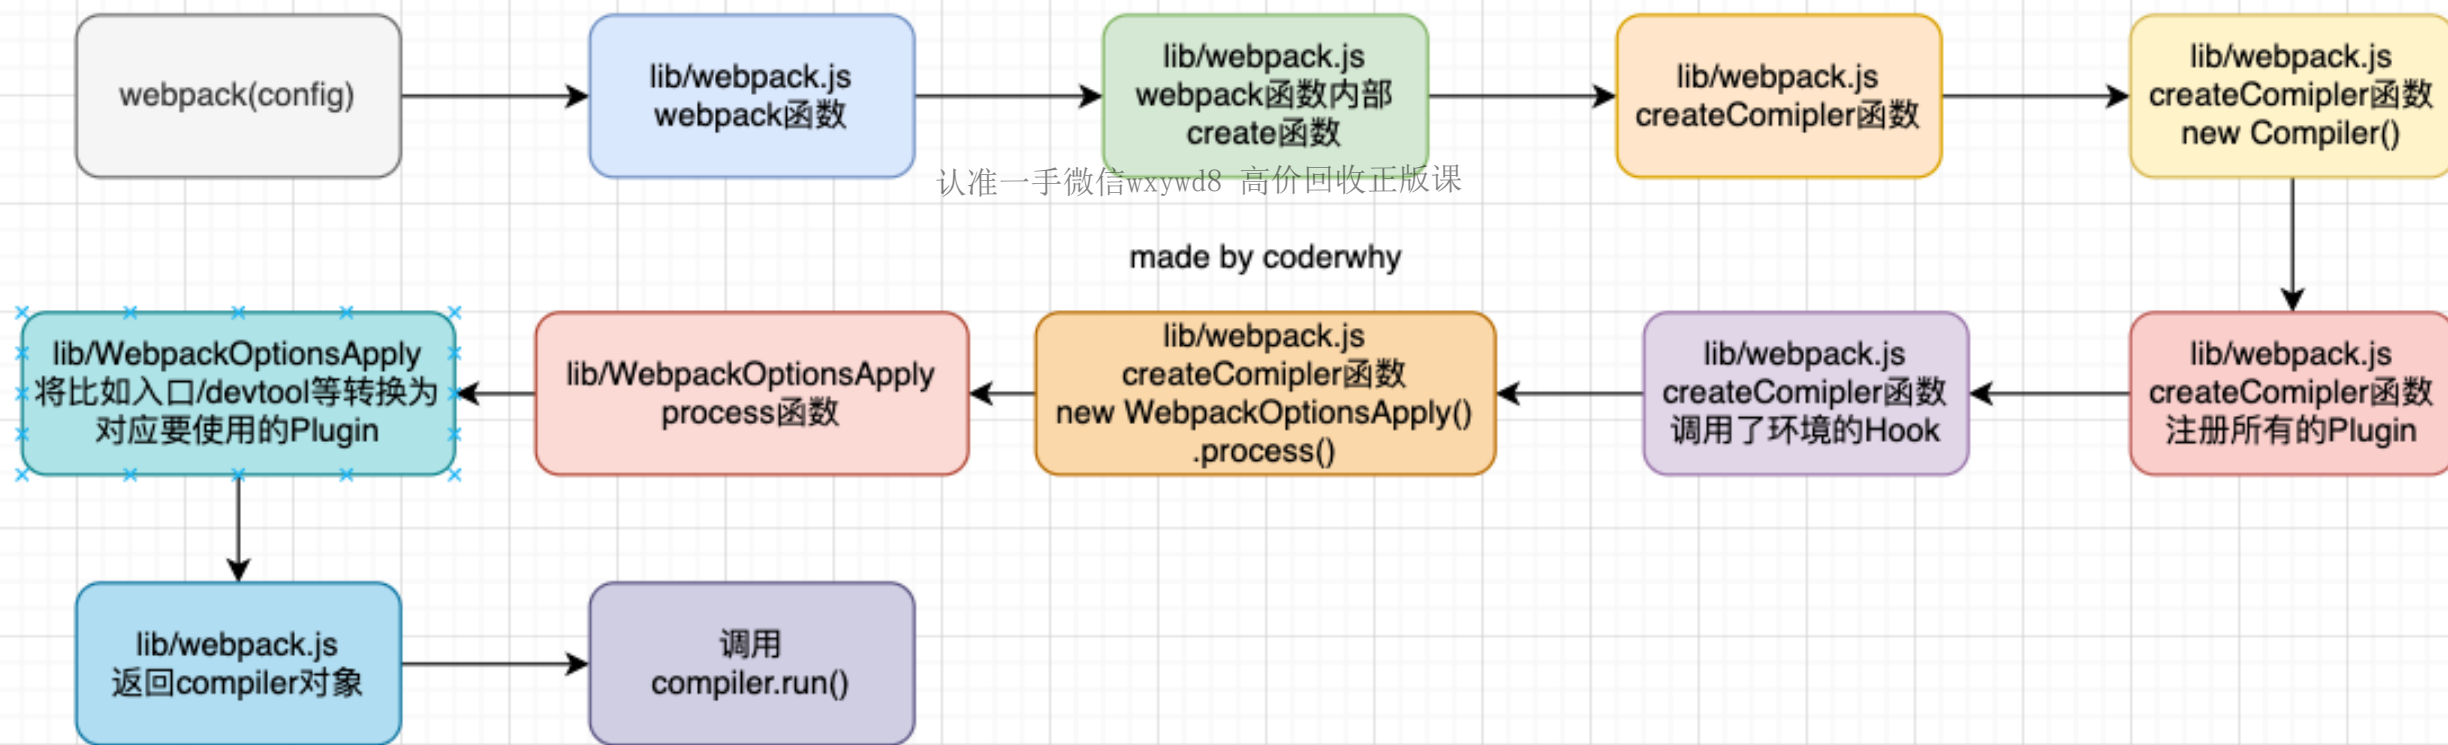 webpack(config)
lib/webpack.js
webpack函数
lib/webpack.js
webpack函数内部
create函数
lib/webpack.js
createComipler函数
lib/webpack.js
createComipler函数
new Compiler()
认准一手微信wxywd8 高价回收正版课
made by coderwhy
lib/webpack.js
createComipler函数
注册所有的Plugin
lib/webpack.js
createComipler函数
调用了环境的Hook
lib/webpack.js
createComipler函数
new WebpackOptionsApply()
.process()
lib/WebpackOptionsApply
process函数
lib/WebpackOptionsApply
将比如入口/devtool等转换为
对应要使用的Plugin
lib/webpack.js
返回compiler对象
调用
compiler.run()